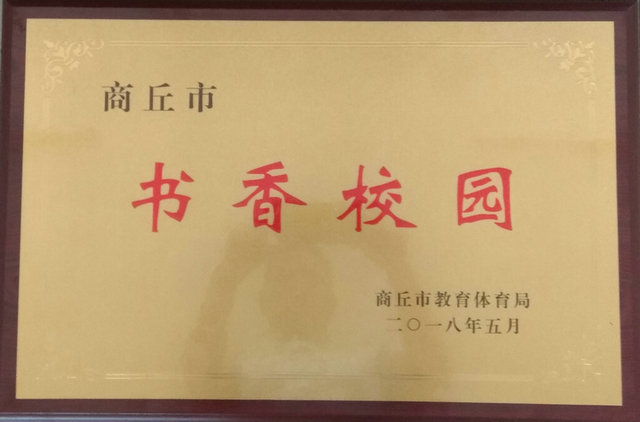 商丘市
书香校园
商丘市教育体育局
二〇一八年五月